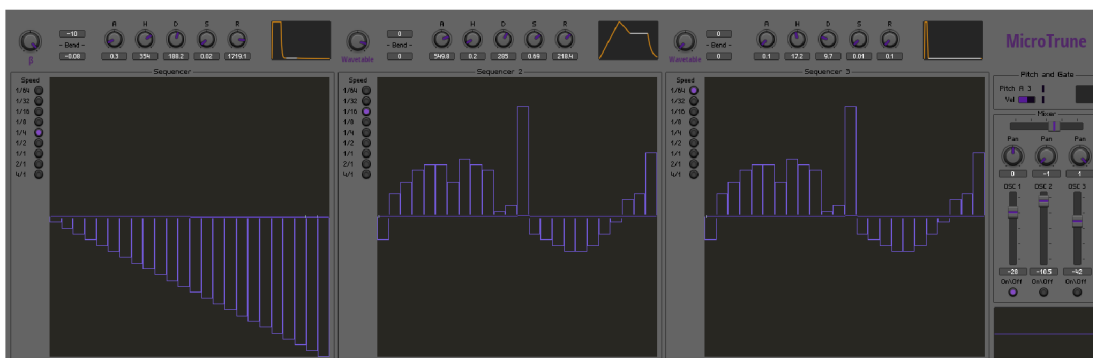 A H D S R
-10
- Bend -
-0.08
β
0.3 354 188.2 0.02 1719.1
A H D S R
0
- Bend -
0
Wavetable
549.8 0.2 285 0.69 218.4
A H D S R
0
- Bend -
0
Wavetable
0.1 17.2 9.7 0.01 0.1
MicroTrune
Sequencer
Speed
1/64
1/32
1/16
1/8
1/4
1/2
1/1
2/1
4/1
Sequencer 2
Speed
1/64
1/32
1/16
1/8
1/4
1/2
1/1
2/1
4/1
Sequencer 3
Speed
1/64
1/32
1/16
1/8
1/4
1/2
1/1
2/1
4/1
Pitch and Gate
Pitch A 3
Vel
Mixer
Pan Pan Pan
0 -1 1
OSC 1 OSC 2 OSC 3
-28 -18.5 -42
On\Off On\Off On\Off